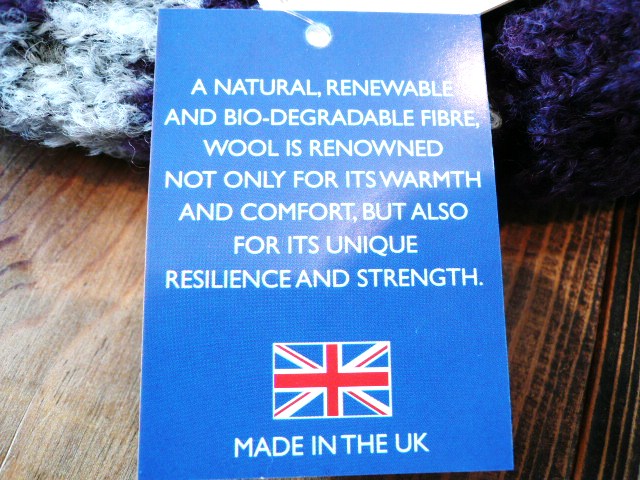 A NATURAL, RENEWABLE
AND BIO-DEGRADABLE FIBRE,
WOOL IS RENOWNED
NOT ONLY FOR ITS WARMTH
AND COMFORT, BUT ALSO
FOR ITS UNIQUE
RESILIENCE AND STRENGTH.
MADE IN THE UK